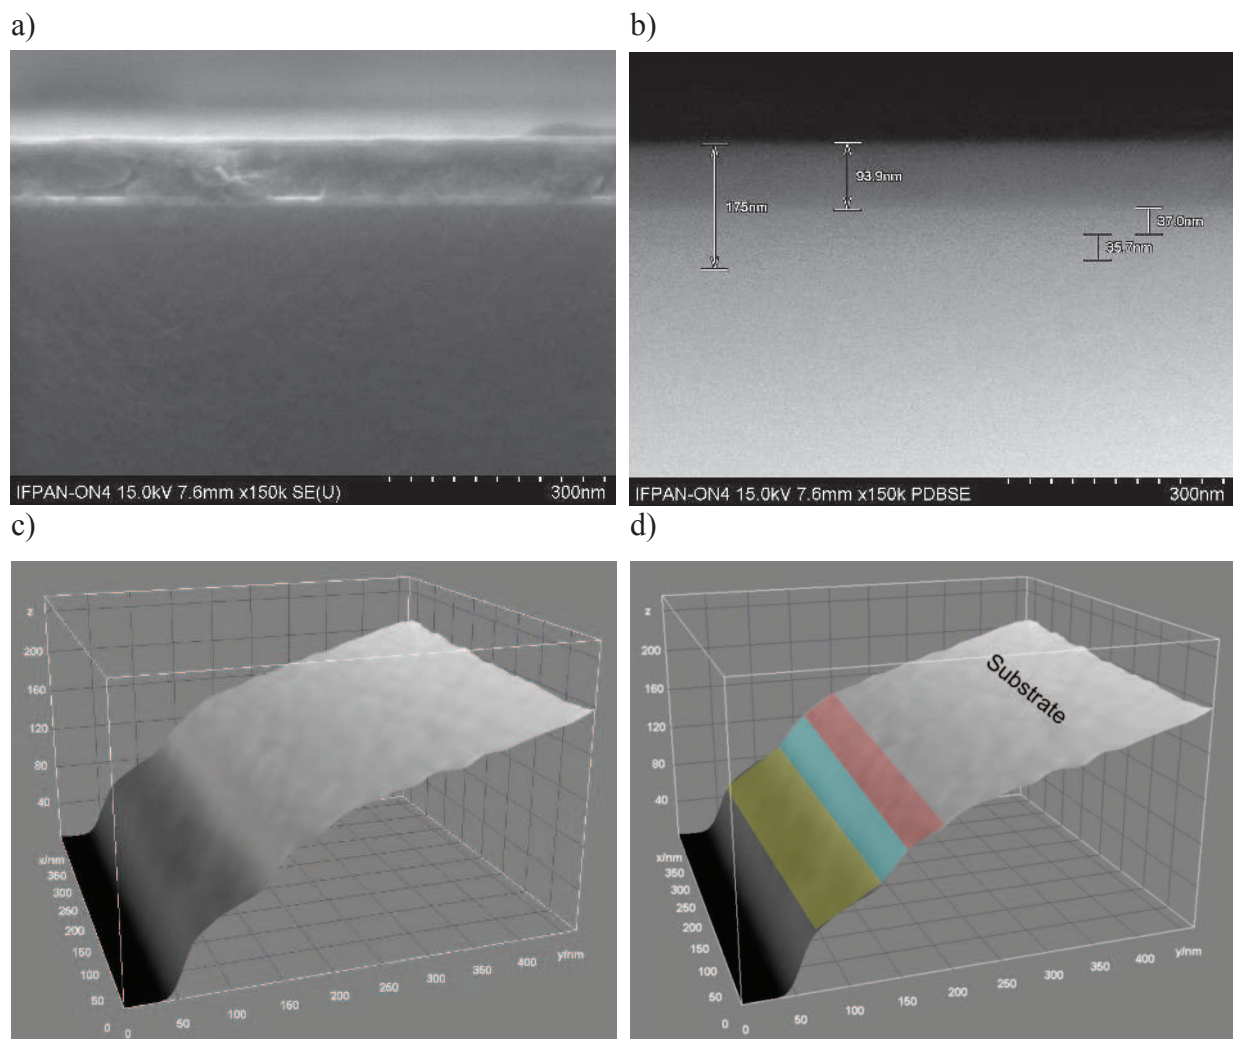 a)
b)
175nm
93.9nm
37.0nm
35.7nm
IFPAN-ON4 15.0kV 7.6mm x150k SE(U)
300nm
IFPAN-ON4 15.0kV 7.6mm x150k PDBSE
300nm
c)
d)
z
200
160
120
80
40
x/nm
350
300
250
200
150
100
50
0
0
50
100
150
200
250
300
350
400
y/nm
Substrate
z
200
160
120
80
40
x/nm
350
300
250
200
150
100
50
0
0
50
100
150
200
250
300
350
400
y/nm